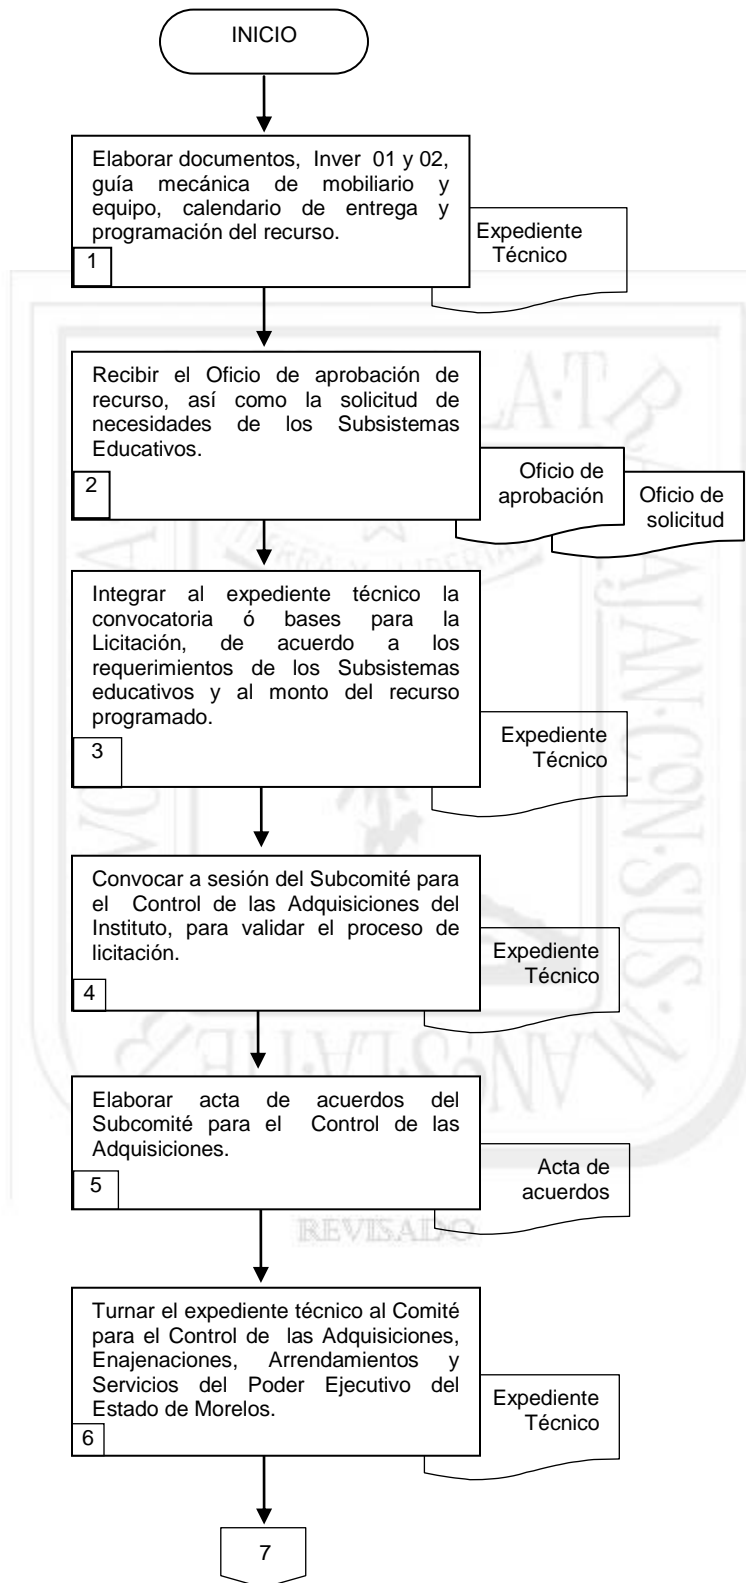 INICIO
Elaborar documentos, Inver 01 y 02,
guía mecánica de mobiliario y
equipo, calendario de entrega y
programación del recurso.
1
Expediente
Técnico
Recibir el Oficio de aprobación de
recurso, así como la solicitud de
necesidades de los Subsistemas
Educativos.
2
Oficio de
aprobación
Oficio de
solicitud
Integrar al expediente técnico la
convocatoria ó bases para la
Licitación, de acuerdo a los
requerimientos de los Subsistemas
educativos y al monto del recurso
programado.
3
Expediente
Técnico
Convocar a sesión del Subcomité para
el Control de las Adquisiciones del
Instituto, para validar el proceso de
licitación.
4
Expediente
Técnico
Elaborar acta de acuerdos del
Subcomité para el Control de las
Adquisiciones.
5
Acta de
acuerdos
REVISADO
Turnar el expediente técnico al Comité
para el Control de las Adquisiciones,
Enajenaciones, Arrendamientos y
Servicios del Poder Ejecutivo del
Estado de Morelos.
6
Expediente
Técnico
7